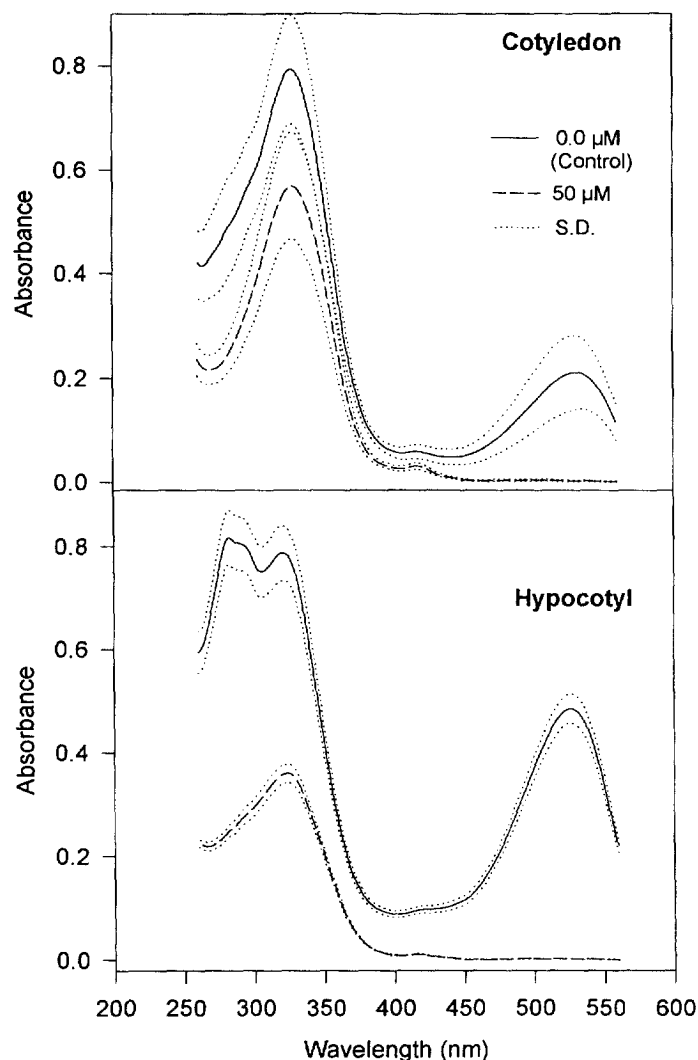 Cotyledon
0.0 µM
(Control)
50 µM
S.D.
Absorbance
0.8
0.6
0.4
0.2
0.0
Hypocotyl
Absorbance
0.8
0.6
0.4
0.2
0.0
200 250 300 350 400 450 500 550 600
Wavelength (nm)